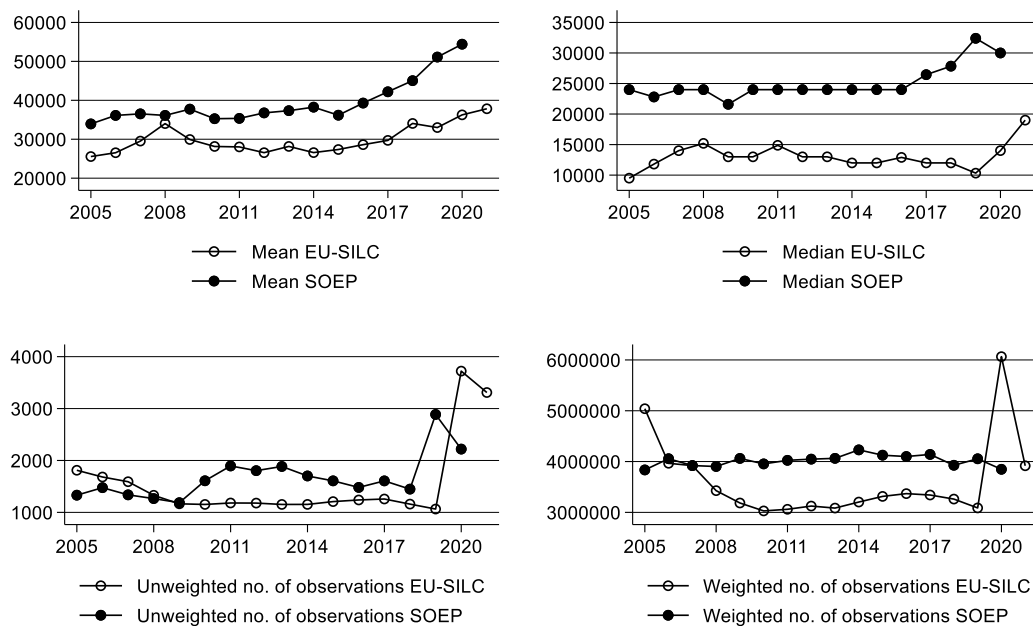 60000
50000
40000
30000
20000
2005 2008 2011 2014 2017 2020
Mean EU-SILC
Mean SOEP
35000
30000
25000
20000
15000
10000
2005 2008 2011 2014 2017 2020
Median EU-SILC
Median SOEP
4000
3000
2000
1000
2005 2008 2011 2014 2017 2020
Unweighted no. of observations EU-SILC
Unweighted no. of observations SOEP
6000000
5000000
4000000
3000000
2005 2008 2011 2014 2017 2020
Weighted no. of observations EU-SILC
Weighted no. of observations SOEP